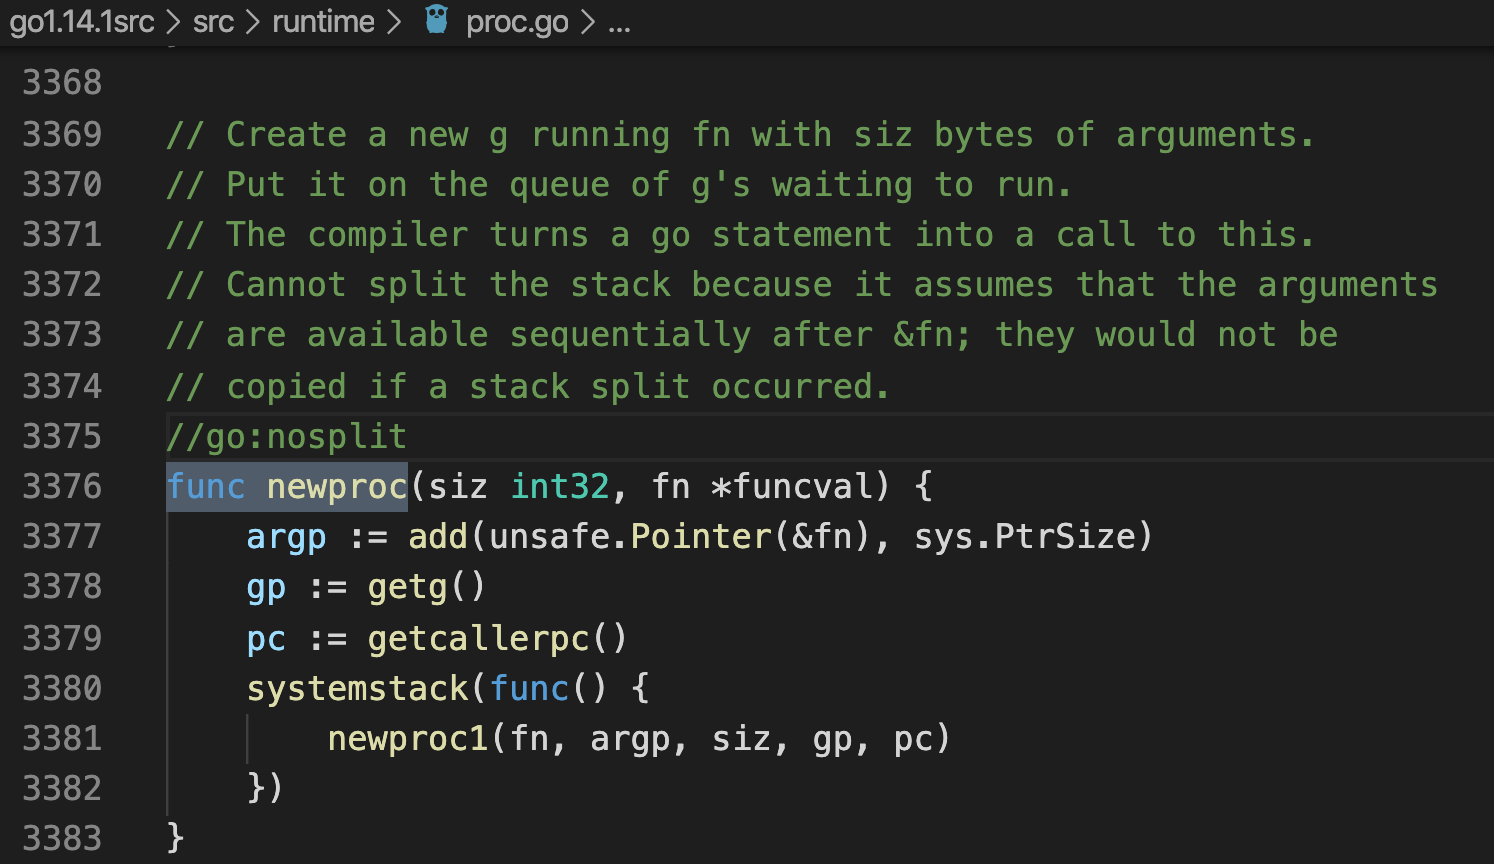 go1.14.1src > src > runtime > proc.go > ...
3368
3369 // Create a new g running fn with siz bytes of arguments.
3370 // Put it on the queue of g's waiting to run.
3371 // The compiler turns a go statement into a call to this.
3372 // Cannot split the stack because it assumes that the arguments
3373 // are available sequentially after &fn; they would not be
3374 // copied if a stack split occurred.
3375 //go:nosplit
3376 func newproc(siz int32, fn *funcval) {
3377     argp := add(unsafe.Pointer(&fn), sys.PtrSize)
3378     gp := getg()
3379     pc := getcallerpc()
3380     systemstack(func() {
3381         newproc1(fn, argp, siz, gp, pc)
3382     })
3383 }